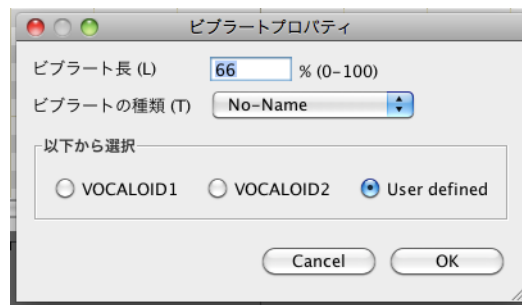 ビブラートプロパティ
ビブラート長 (L) 66 % (0-100)
ビブラートの種類 (T) No-Name
以下から選択
VOCALOID1 VOCALOID2 User defined
Cancel OK